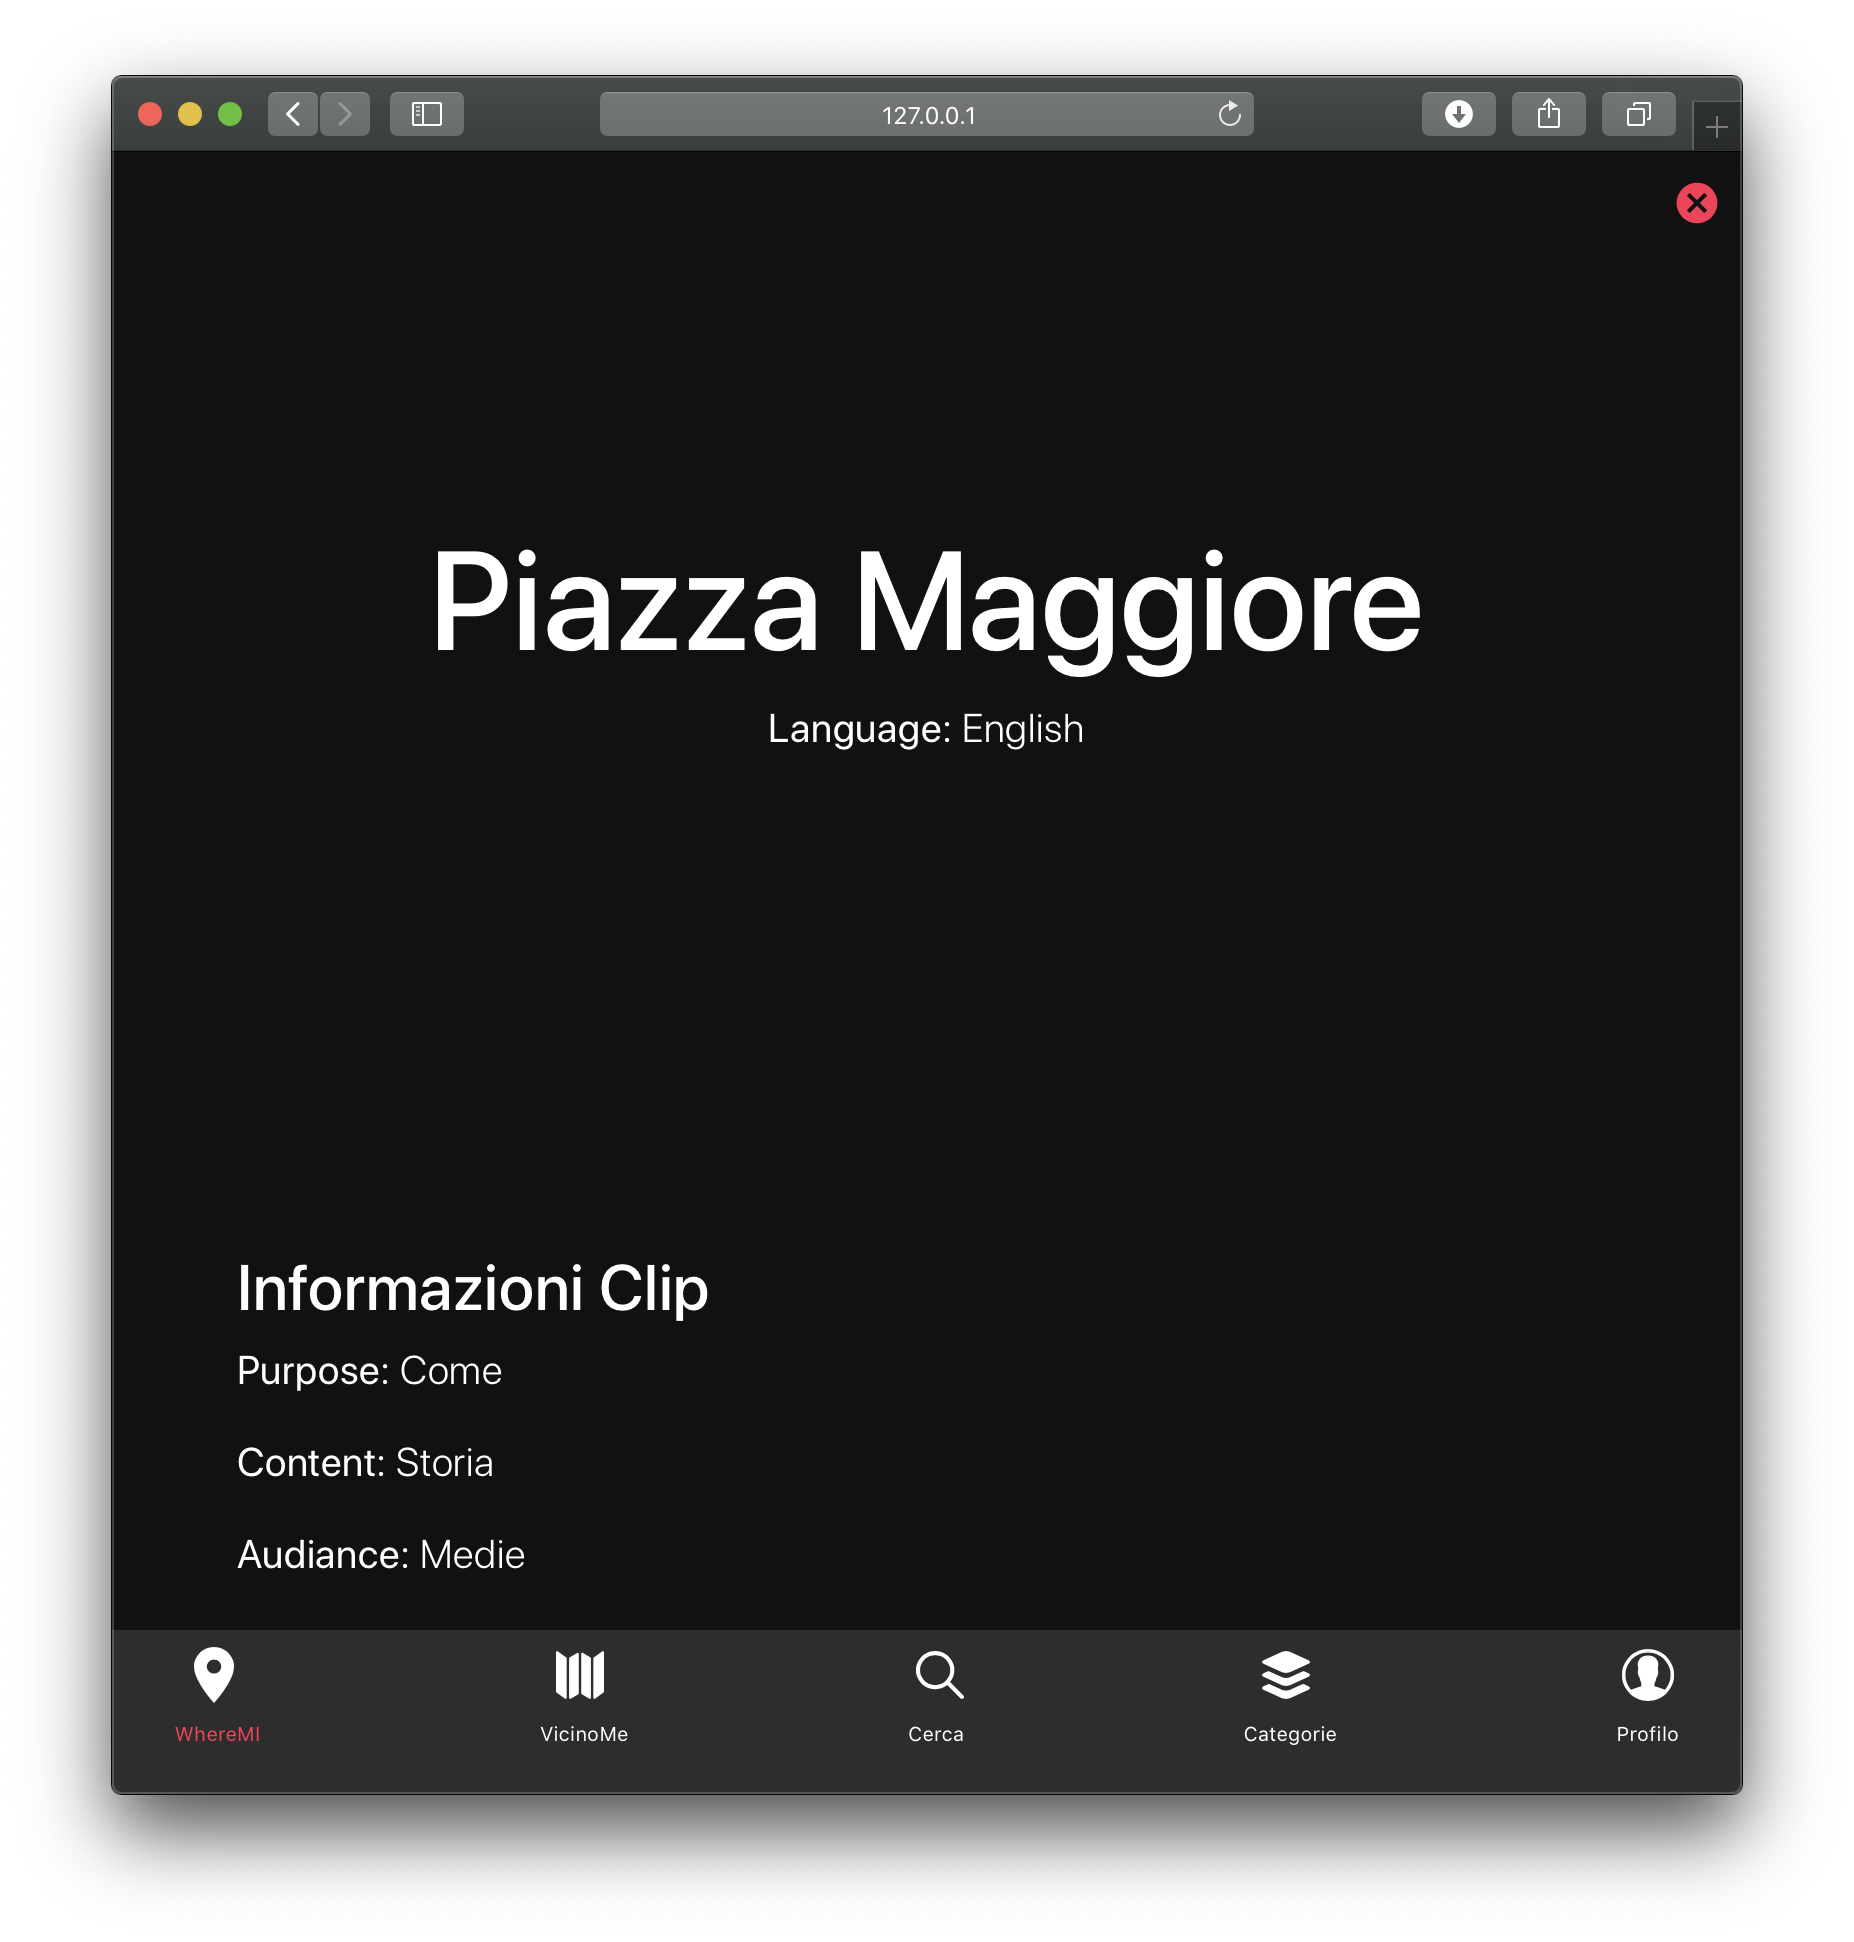 127.0.0.1
Piazza Maggiore
Language: English
Informazioni Clip
Purpose: Come
Content: Storia
Audiance: Medie
WhereMI VicinoMe Cerca Categorie Profilo